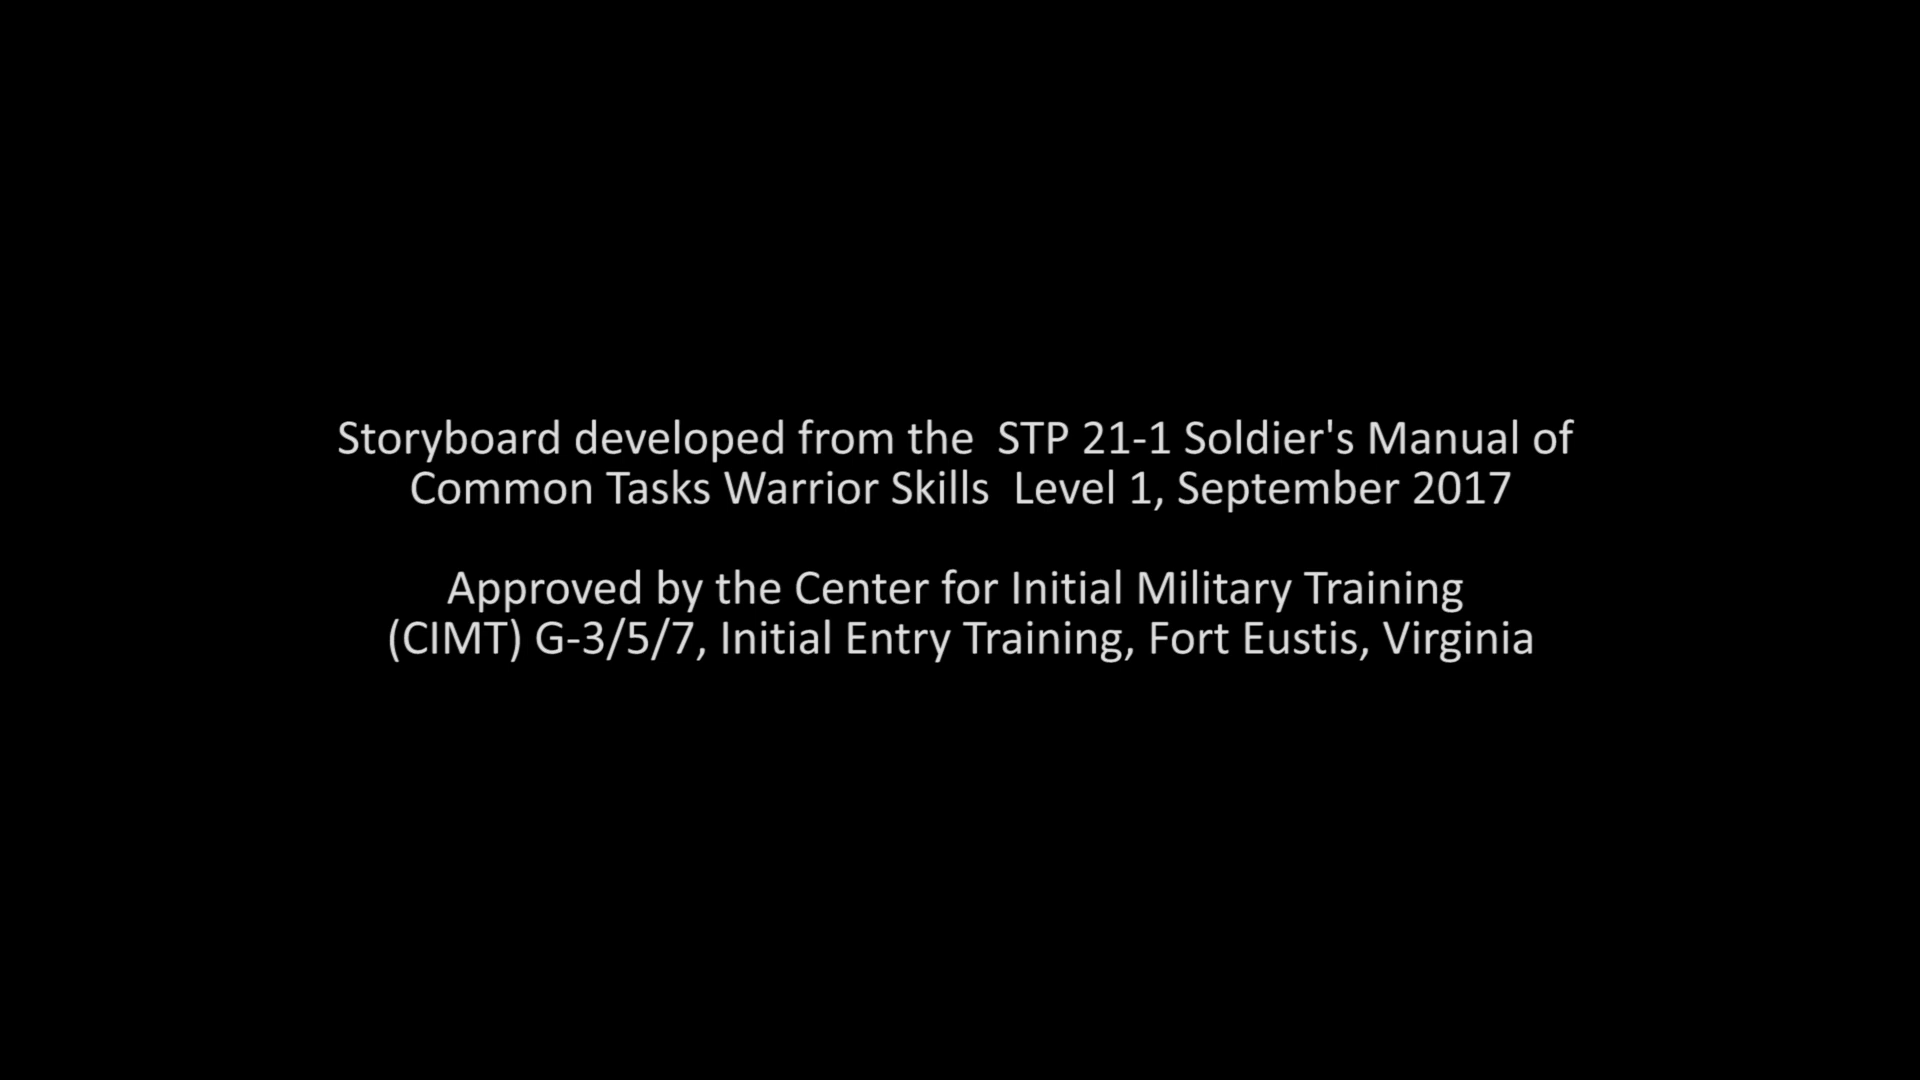 Storyboard developed from the  STP 21-1 Soldier's Manual of
Common Tasks Warrior Skills  Level 1, September 2017
Approved by the Center for Initial Military Training
(CIMT) G-3/5/7, Initial Entry Training, Fort Eustis, Virginia